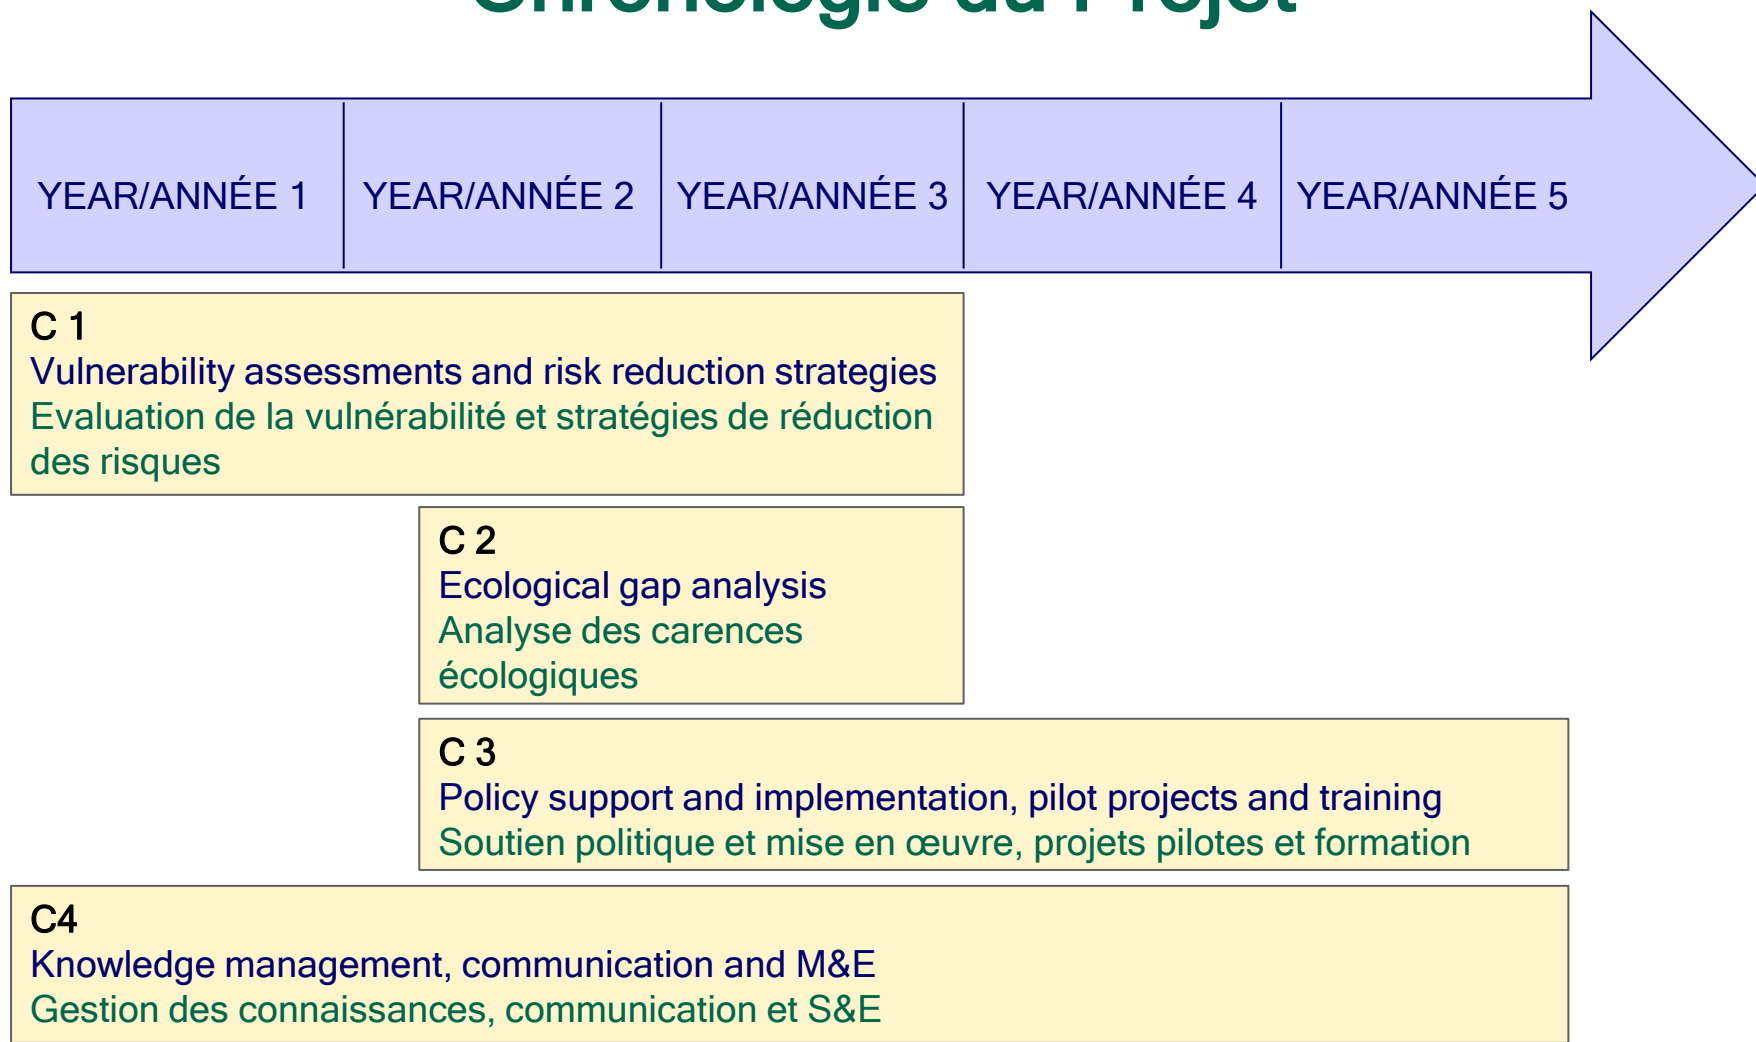 Chronologie du Projet
YEAR/ANNÉE 1
YEAR/ANNÉE 2
YEAR/ANNÉE 3
YEAR/ANNÉE 4
YEAR/ANNÉE 5
C 1
Vulnerability assessments and risk reduction strategies
Evaluation de la vulnérabilité et stratégies de réduction
des risques
C 2
Ecological gap analysis
Analyse des carences
écologiques
C 3
Policy support and implementation, pilot projects and training
Soutien politique et mise en œuvre, projets pilotes et formation
C4
Knowledge management, communication and M&E
Gestion des connaissances, communication et S&E